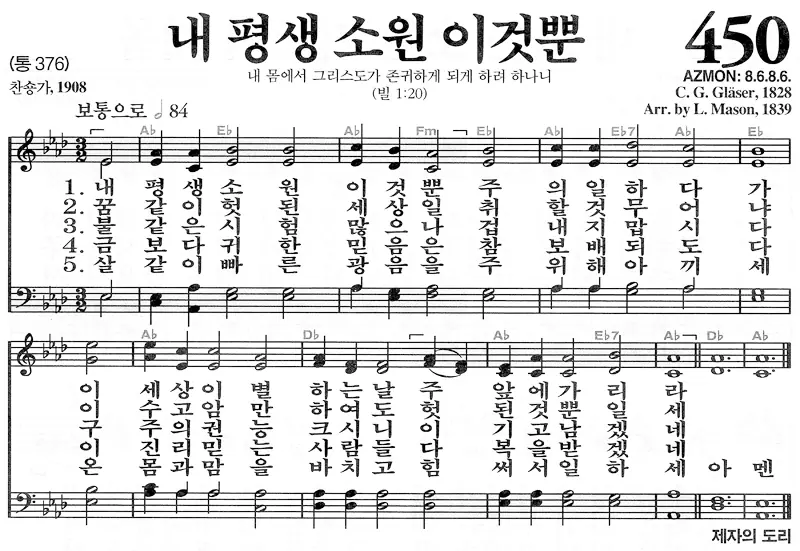 내 평생 소원 이것뿐
450
(통 376)
내 몸에서 그리스도가 존귀하게 되게 하려 하나니
(빌 1:20)
AZMON: 8.6.8.6.
찬송가, 1908
C. G. Gläser, 1828
보통으로 𝅗𝅥 84
Arr. by L. Mason, 1839
Ab Eb Ab Fm Eb Ab Eb7 Ab Eb
3 2
1. 내 평 생 소 원 이 것 뿐 주 의 일 하 다 가
2. 꿈 같 이 헛 된 세 상 일 취 할 것 무 어 냐
3. 불 같 은 시 험 많 으 나 겁 내 지 맙 시 다
4. 금 보 다 귀 한 믿 음 은 참 보 배 되 도 다
5. 살 같 이 빠 른 광 음 을 주 위 해 아 끼 세
3 2
Ab Db Ab Eb7 Ab Db Ab
이 세 상 이 별 하 는 날 주 앞 에 가 리 라
이 수 고 암 만 하 여 도 헛 된 것 뿐 일 세
구 주 의 권 능 크 시 니 이 기 고 남 겠 네
이 진 리 믿 는 사 람 들 다 복 을 받 겠 네
온 몸 과 맘 을 바 치 고 힘 써 서 일 하 세 아 멘
제자의 도리